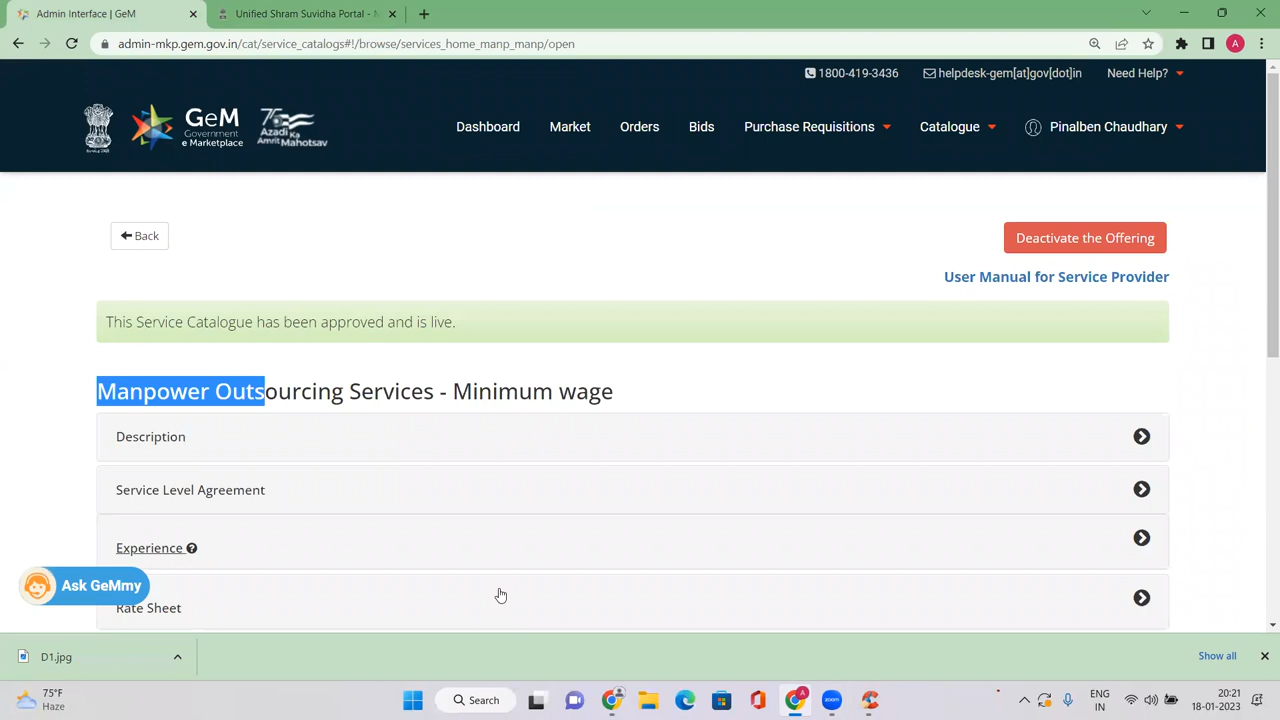 Admin Interface | GeM
Unified Shram Suvidha Portal -
admin-mkp.gem.gov.in/cat/service_catalogs#!/browse/services_home_manp_manp/open
A
1800-419-3436
helpdesk-gem[at]gov[dot]in
Need Help?
GeM
Government
e Marketplace
75
Azadi Ka
Amrit Mahotsav
Dashboard
Market
Orders
Bids
Purchase Requisitions
Catalogue
Pinalben Chaudhary
Back
Deactivate the Offering
User Manual for Service Provider
This Service Catalogue has been approved and is live.
Manpower Outsourcing Services - Minimum wage
Description
Service Level Agreement
Experience ?
Ask GeMmy
Rate Sheet
D1.jpg
Show all
75°F
Haze
Search
zoom
ENG
IN
20:21
18-01-2023